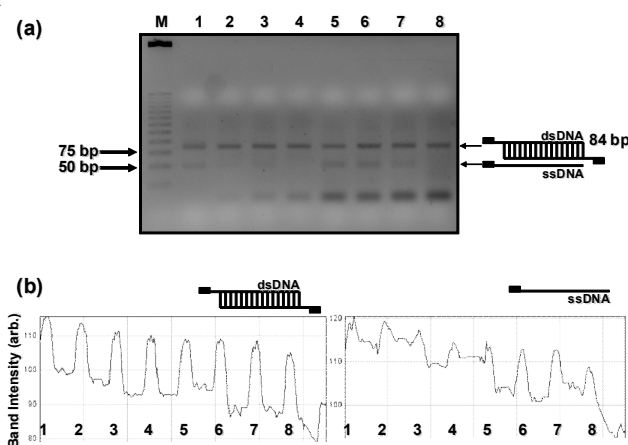 M 1 2 3 4 5 6 7 8
(a)
dsDNA 84 bp
75 bp
50 bp
ssDNA
(b)
dsDNA
ssDNA
Band Intensity (arb.)
110
100
90
80
1 2 3 4 5 6 7 8
120
110
100
1 2 3 4 5 6 7 8